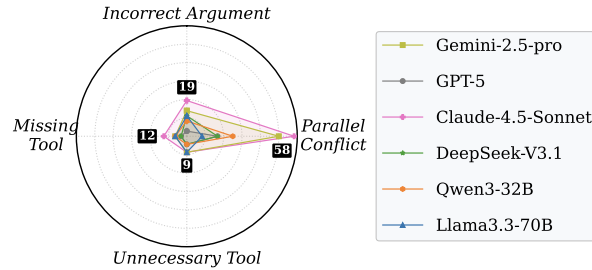 Incorrect Argument
19
Missing
Tool
12
Parallel
Conflict
58
9
Unnecessary Tool
Gemini-2.5-pro
GPT-5
Claude-4.5-Sonnet
DeepSeek-V3.1
Qwen3-32B
Llama3.3-70B